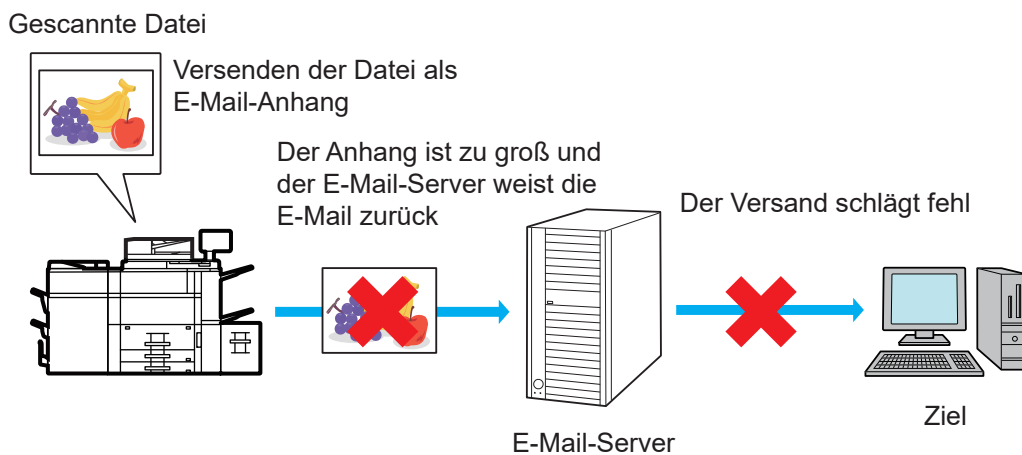 Gescannte Datei
Versenden der Datei als
E-Mail-Anhang
Der Anhang ist zu groß und
der E-Mail-Server weist die
E-Mail zurück
Der Versand schlägt fehl
E-Mail-Server
Ziel